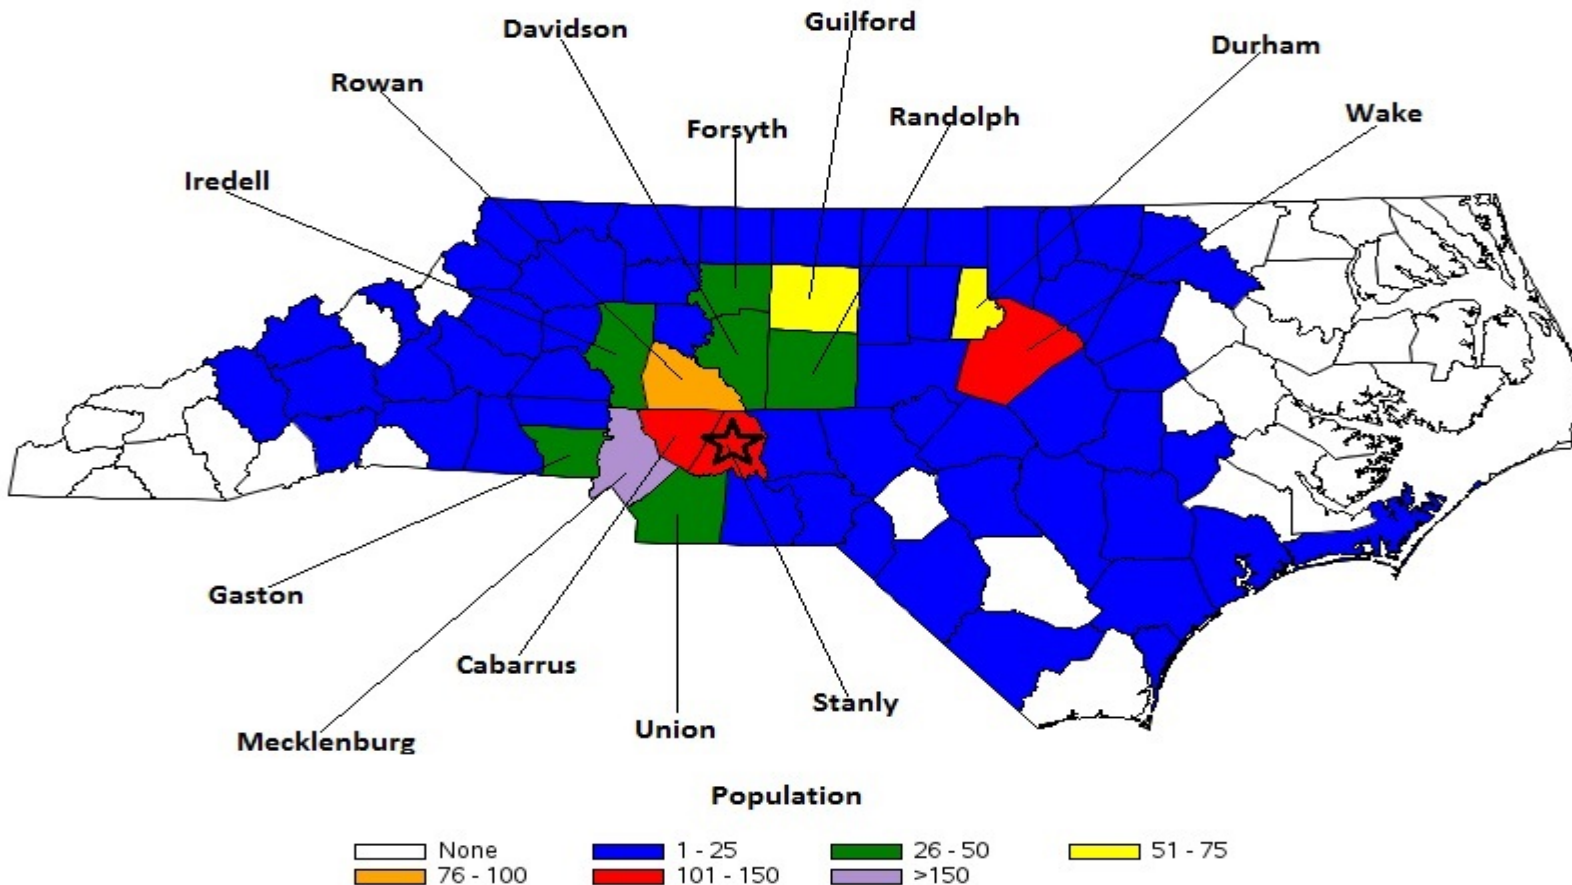 Guilford
Davidson
Durham
Rowan
Wake
Randolph
Forsyth
Iredell
Gaston
Cabarrus
Stanly
Union
Mecklenburg
Population
None
1 - 25
26 - 50
51 - 75
76 - 100
101 - 150
>150